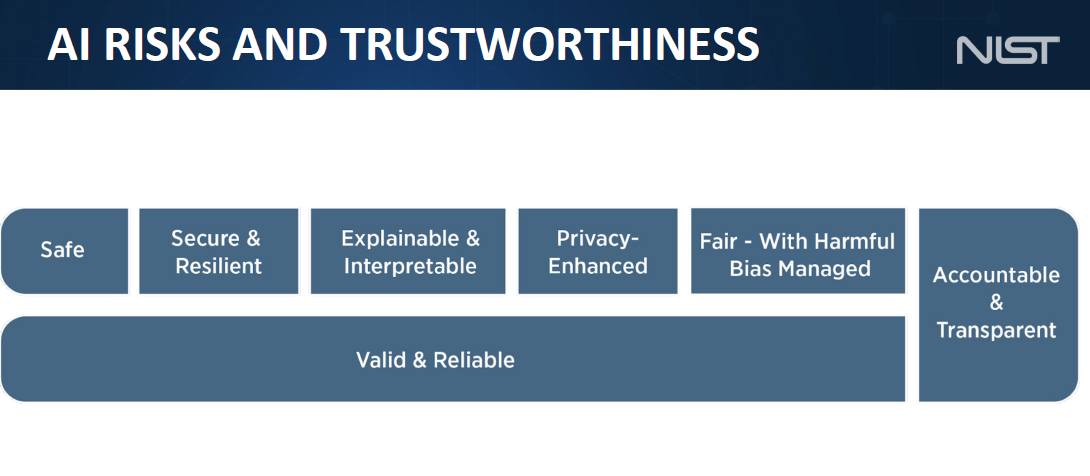 AI RISKS AND TRUSTWORTHINESS
NIST
Safe
Secure &
Resilient
Explainable &
Interpretable
Privacy-
Enhanced
Fair - With Harmful
Bias Managed
Accountable
&
Transparent
Valid & Reliable